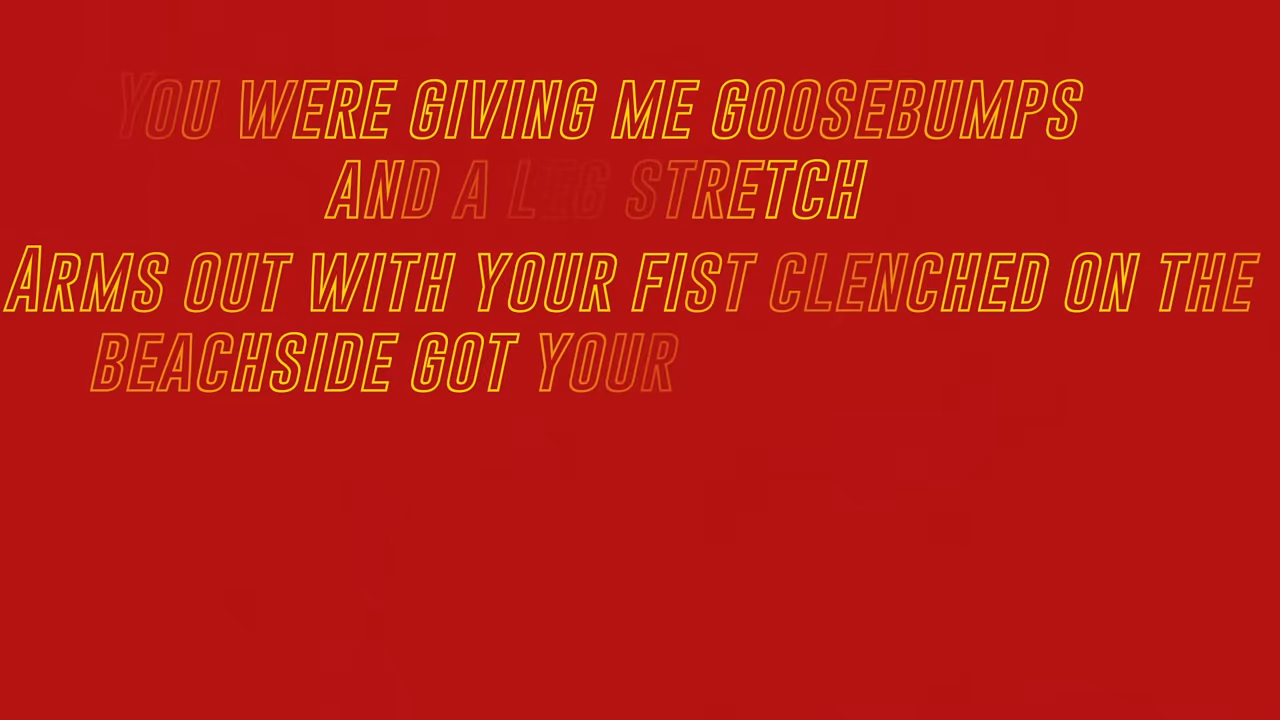 YOU WERE GIVING ME GOOSEBUMPS
AND A LEG STRETCH
ARMS OUT WITH YOUR FIST CLENCHED ON THE
BEACHSIDE GOT YOUR